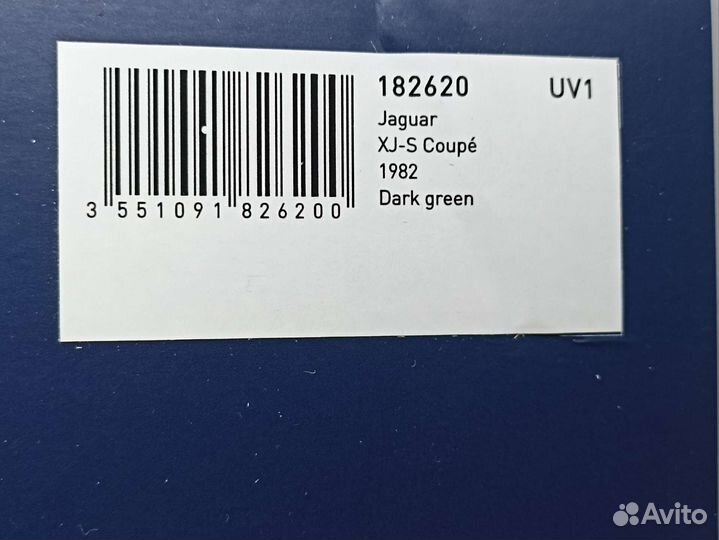 182620 UV1
Jaguar
XJ-S Coupé
1982
Dark green
3 551091 826200
Avito